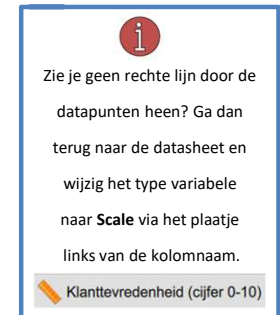 i
Zie je geen rechte lijn door de
datapunten heen? Ga dan
terug naar de datasheet en
wijzig het type variabele
naar Scale via het plaatje
links van de kolomnaam.
Klanttevredenheid (cijfer 0-10)